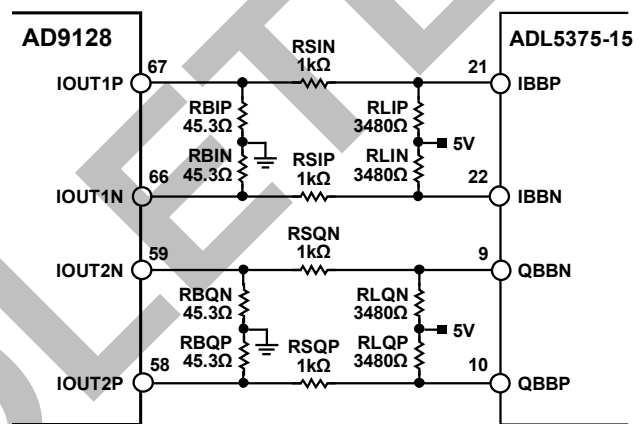 AD9128
ADL5375-15
67
RSIN
1kΩ
21
IOUT1P
IBBP
RBIP
45.3Ω
RLIP
3480Ω
5V
RBIN
45.3Ω
RSIP
1kΩ
RLIN
3480Ω
66
22
IOUT1N
IBBN
59
RSQN
1kΩ
9
IOUT2N
QBBN
RBQN
45.3Ω
RLQN
3480Ω
5V
RBQP
45.3Ω
RSQP
1kΩ
RLQP
3480Ω
58
10
IOUT2P
QBBP